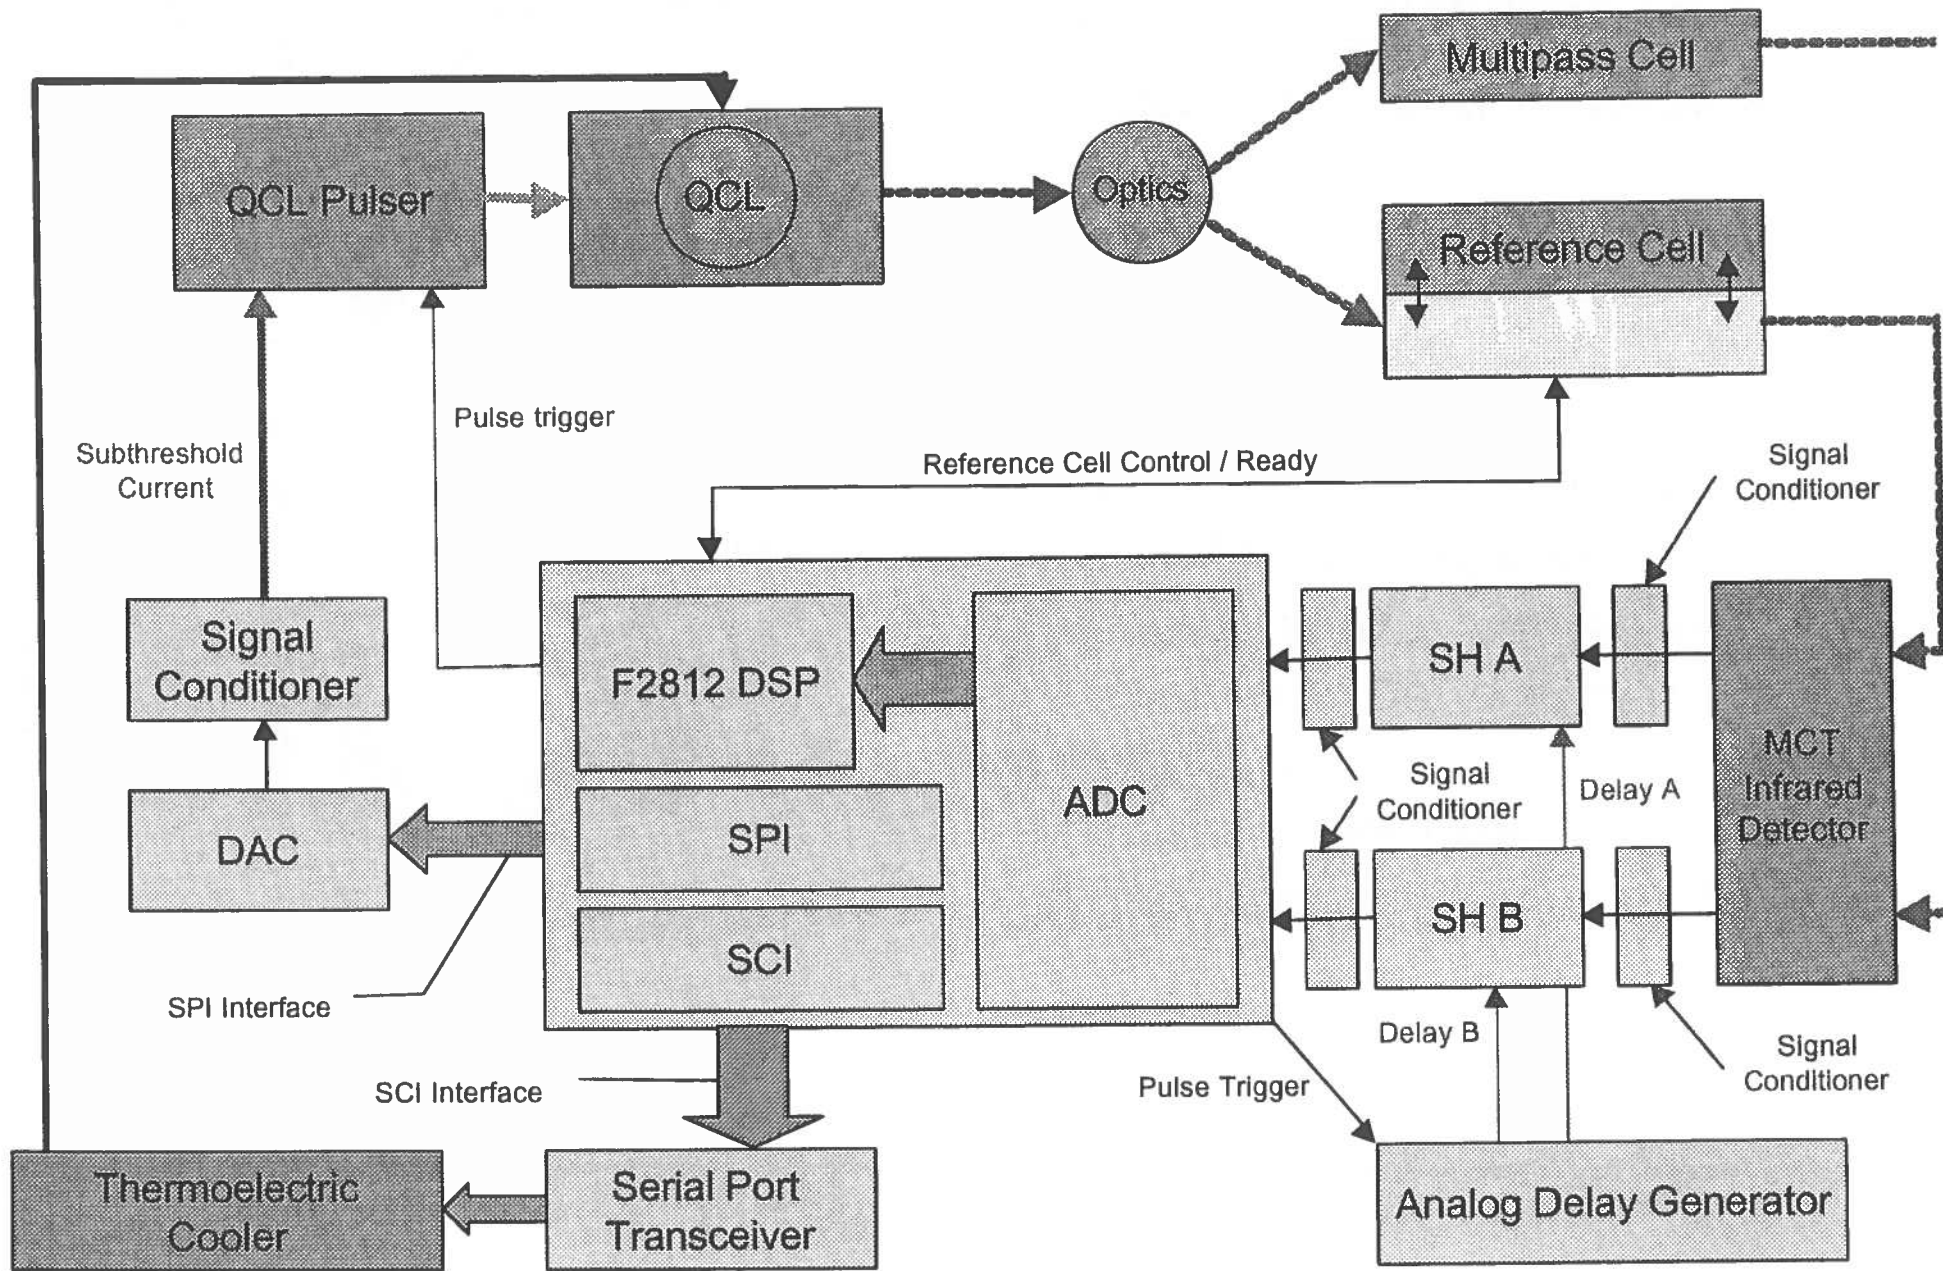 Multipass Cell
QCL Pulser
QCL
Optics
Reference Cell
Pulse trigger
Subthreshold
Current
Reference Cell Control / Ready
Signal
Conditioner
Signal
Conditioner
F2812 DSP
SH A
MCT
Infrared
Detector
ADC
Signal
Conditioner
Delay A
DAC
SPI
SH B
SCI
SPI Interface
Delay B
Signal
Conditioner
SCI Interface
Pulse Trigger
Thermoelectric
Cooler
Serial Port
Transceiver
Analog Delay Generator